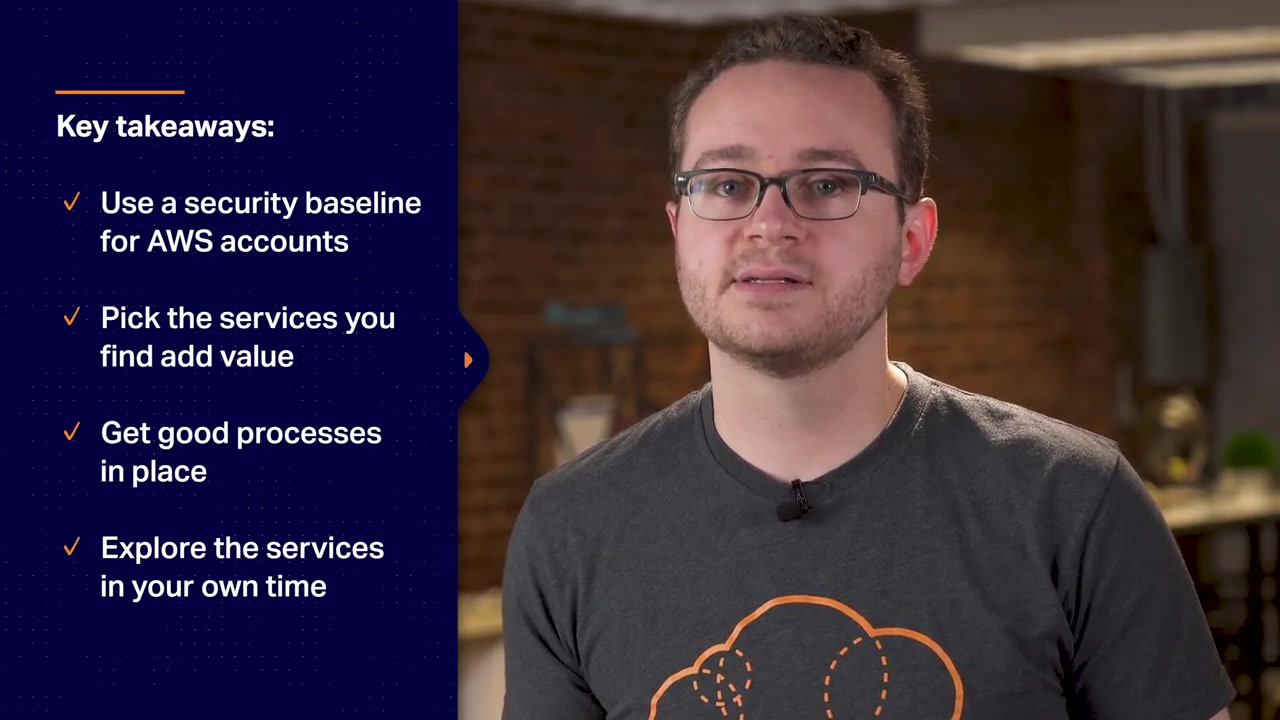 Key takeaways:
✓ Use a security baseline
for AWS accounts
✓ Pick the services you
find add value
✓ Get good processes
in place
✓ Explore the services
in your own time